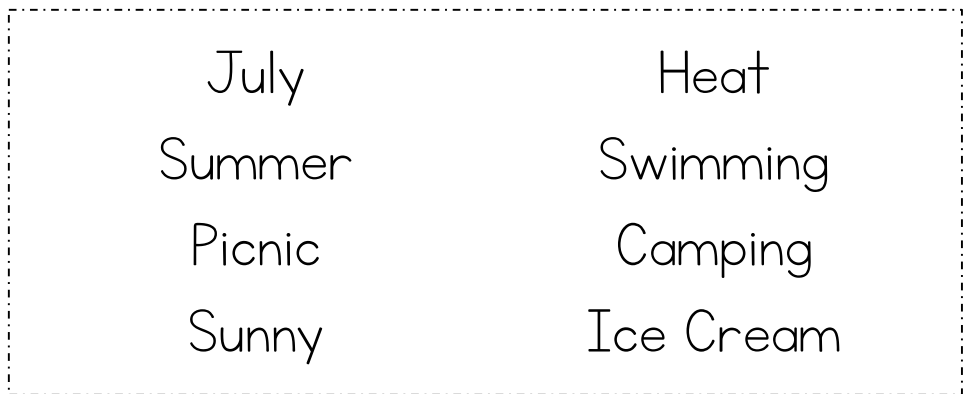 July
Heat
Summer
Swimming
Picnic
Camping
Sunny
Ice Cream